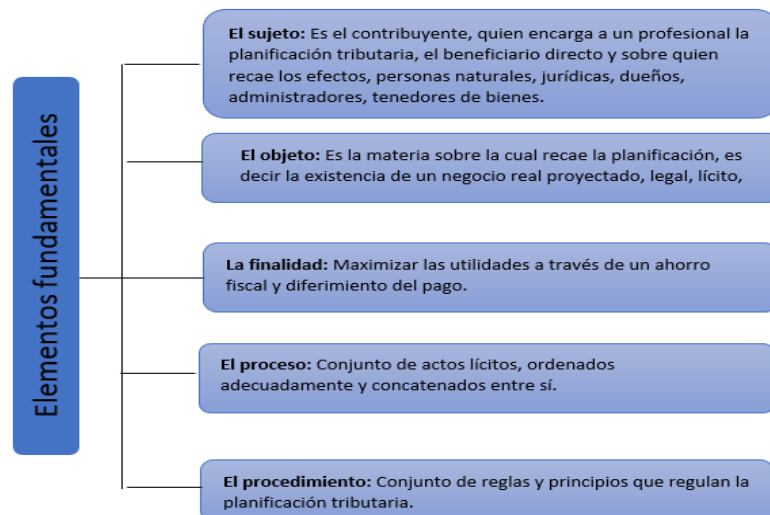 Elementos fundamentales
El sujeto: Es el contribuyente, quien encarga a un profesional la
planificación tributaria, el beneficiario directo y sobre quien
recae los efectos, personas naturales, jurídicas, dueños,
administradores, tenedores de bienes.
El objeto: Es la materia sobre la cual recae la planificación, es
decir la existencia de un negocio real proyectado, legal, lícito,
La finalidad: Maximizar las utilidades a través de un ahorro
fiscal y diferimiento del pago.
El proceso: Conjunto de actos lícitos, ordenados
adecuadamente y concatenados entre sí.
El procedimiento: Conjunto de reglas y principios que regulan la
planificación tributaria.